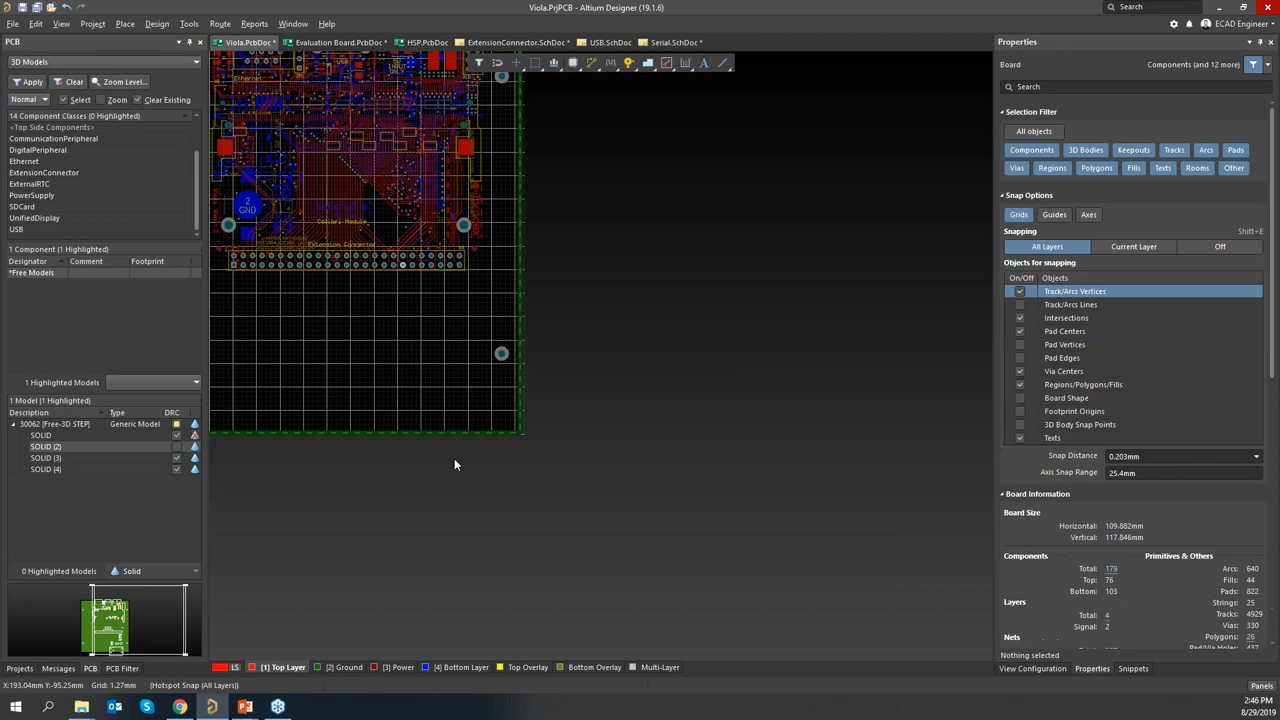 Viola.PrjPCB - Altium Designer (19.1.6)
Search
File Edit View Project Place Design Tools Route Reports Window Help
ECAD Engineer
PCB
Viola.PcbDoc * Evaluation Board.PcbDoc * HSP.PcbDoc ExtensionConnector.SchDoc * USB.SchDoc Serial.SchDoc *
Properties
3D Models
Board Components (and 12 more)
Apply Clear Zoom Level...
Search
Normal Select Zoom Clear Existing
14 Component Classes (0 Highlighted)
<Top Side Components>
CommunicationPeripheral
DigitalPeripheral
Ethernet
ExtensionConnector
ExternalRTC
PowerSupply
SDCard
UnifiedDisplay
USB
1 Component (1 Highlighted)
Designator Comment Footprint
*Free Models
1 Highlighted Models
1 Model (1 Highlighted)
Description Type DRC
30062 [Free-3D STEP] Generic Model
SOLID
SOLID (2)
SOLID (3)
SOLID (4)
0 Highlighted Models Solid
Projects Messages PCB PCB Filter
Ethernet
USB
INPUT
ONLY
2
GND
Colibri Module
Extension Connector
Selection Filter
All objects
Components 3D Bodies Keepouts Tracks Arcs Pads
Vias Regions Polygons Fills Texts Rooms Other
Snap Options
Grids Guides Axes
Snapping Shift+E
All Layers Current Layer Off
Objects for snapping
On/Off Objects
Track/Arcs Vertices
Track/Arcs Lines
Intersections
Pad Centers
Pad Vertices
Pad Edges
Via Centers
Regions/Polygons/Fills
Board Shape
Footprint Origins
3D Body Snap Points
Texts
Snap Distance 0.203mm
Axis Snap Range 25.4mm
Board Information
Board Size
Horizontal: 109.882mm
Vertical: 117.846mm
Components Primitives & Others
Total: 179 Arcs: 640
Top: 76 Fills: 44
Bottom: 103 Pads: 822
Layers Strings: 25
Total: 4 Tracks: 4929
Signal: 2 Vias: 330
Nets Polygons: 26
Pad/Via Holes: 437
Nothing selected
LS [1] Top Layer [2] Ground [3] Power [4] Bottom Layer Top Overlay Bottom Overlay Multi-Layer
View Configuration Properties Snippets
X:193.04mm Y:-95.25mm Grid: 1.27mm (Hotspot Snap (All Layers))
Panels
2:46 PM
8/29/2019